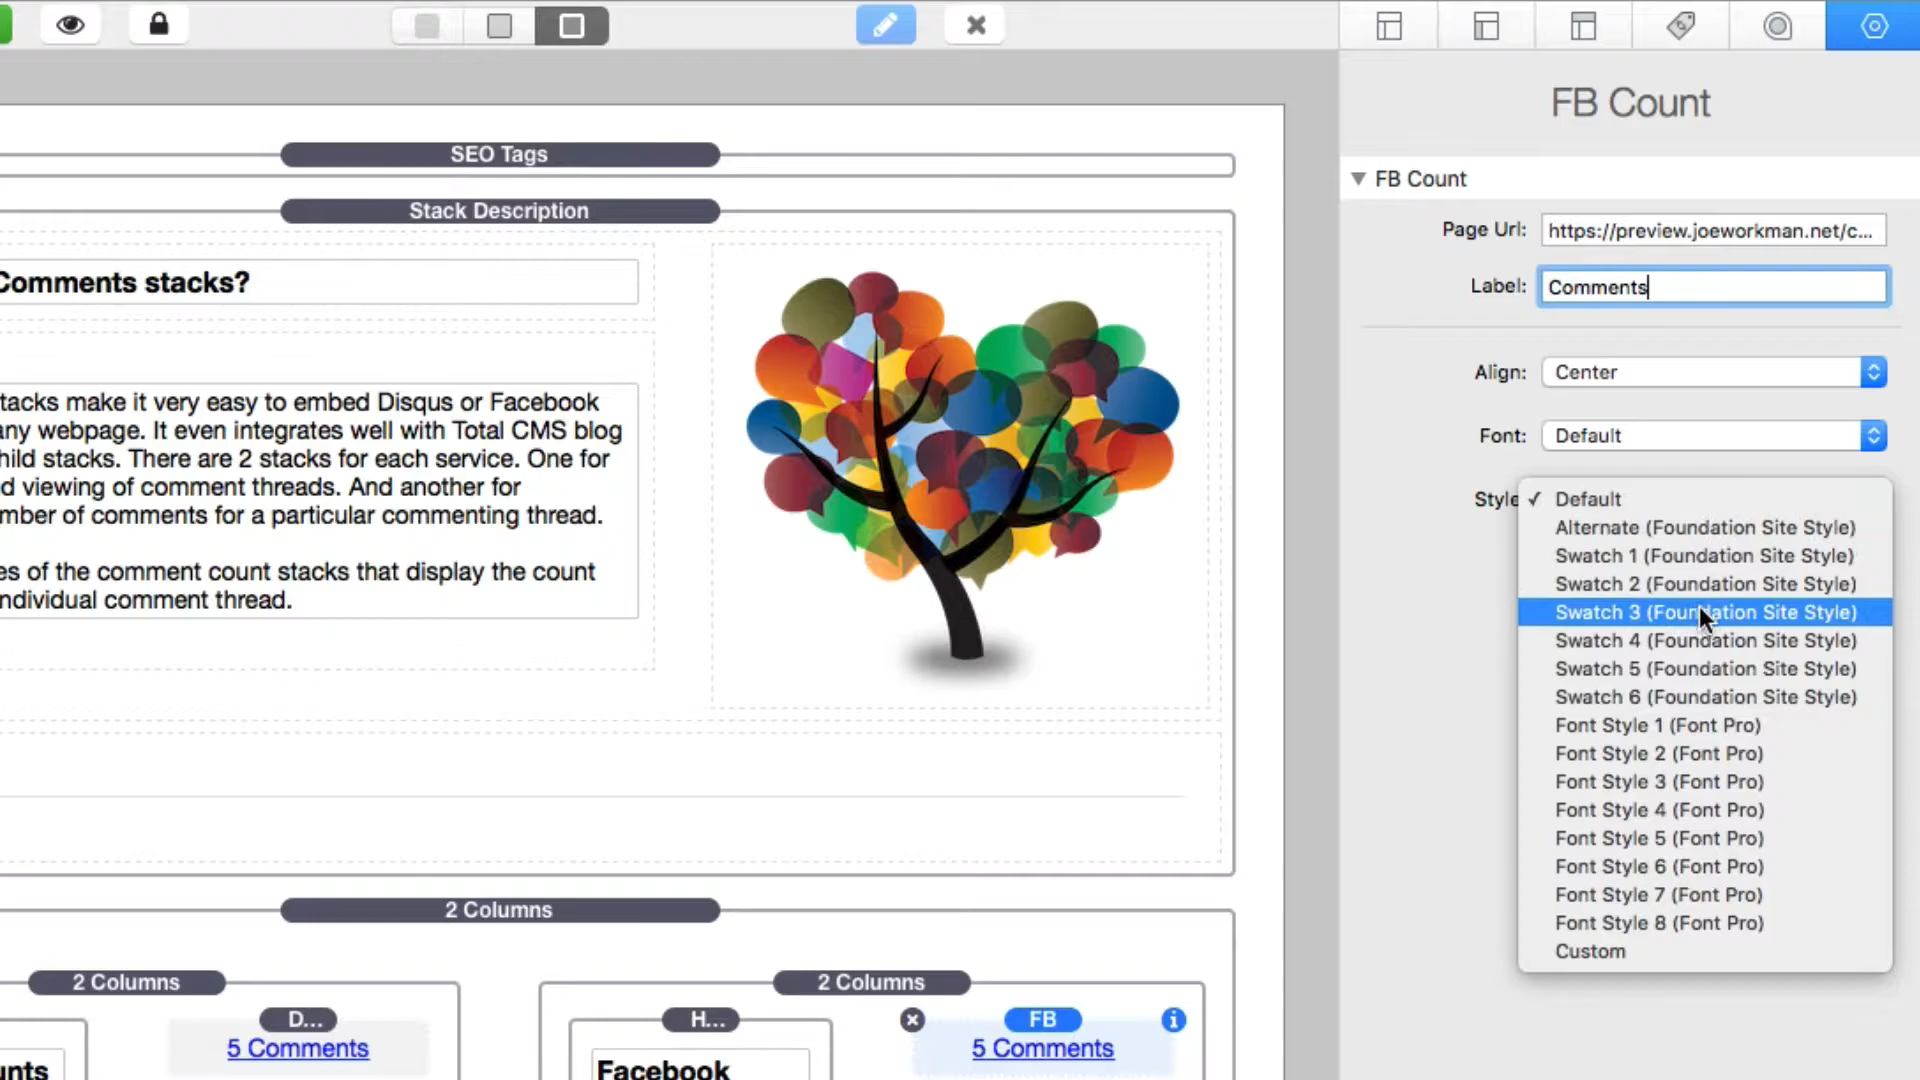 FB Count
SEO Tags
FB Count
Stack Description
Page Url:
https://preview.joeworkman.net/c...
Comments stacks?
Label:
Comments
Align:
Center
tacks make it very easy to embed Disqus or Facebook
any webpage. It even integrates well with Total CMS blog
hild stacks. There are 2 stacks for each service. One for
d viewing of comment threads. And another for
mber of comments for a particular commenting thread.
es of the comment count stacks that display the count
ndividual comment thread.
Font:
Default
Style
✓ Default
Alternate (Foundation Site Style)
Swatch 1 (Foundation Site Style)
Swatch 2 (Foundation Site Style)
Swatch 3 (Foundation Site Style)
Swatch 4 (Foundation Site Style)
Swatch 5 (Foundation Site Style)
Swatch 6 (Foundation Site Style)
Font Style 1 (Font Pro)
Font Style 2 (Font Pro)
Font Style 3 (Font Pro)
Font Style 4 (Font Pro)
Font Style 5 (Font Pro)
Font Style 6 (Font Pro)
Font Style 7 (Font Pro)
Font Style 8 (Font Pro)
Custom
2 Columns
2 Columns
2 Columns
D...
5 Comments
unts
H...
Facebook
FB
5 Comments